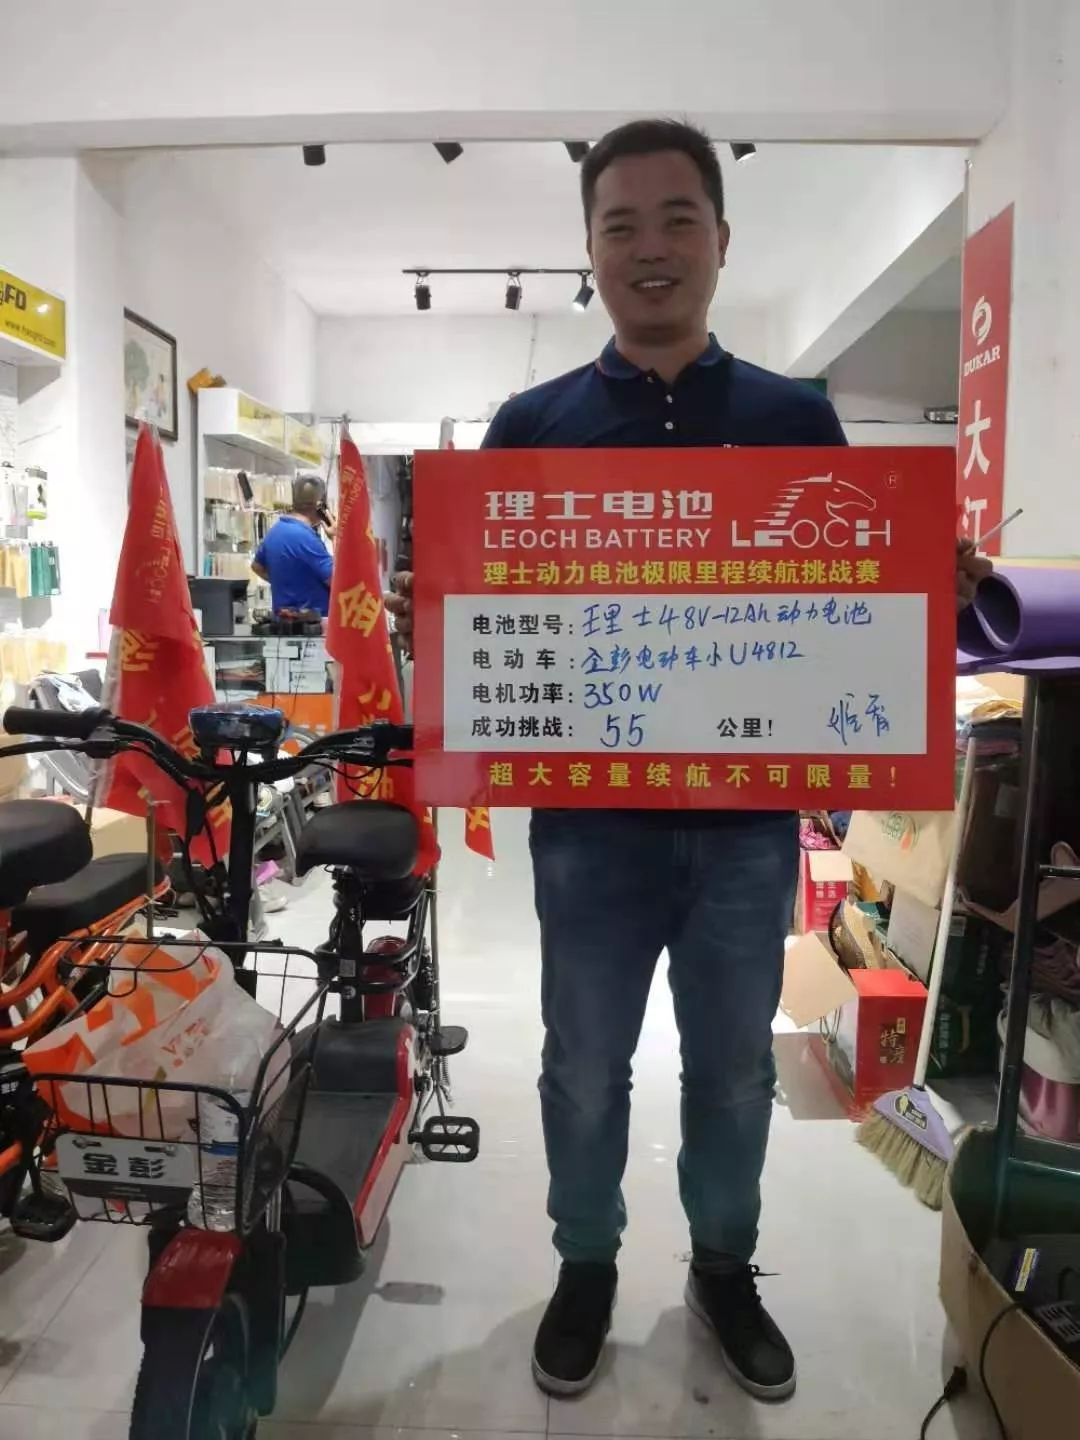 FD
DUKAR
大江
理士电池
LEOCH BATTERY
LEOCH
®
理士动力电池极限里程续航挑战赛
电池型号: 理士48V-12Ah动力电池
电动车: 金彭电动车小U4812
电机功率: 350W
成功挑战: 55 公里!
超大容量续航不可限量!
金彭
特产